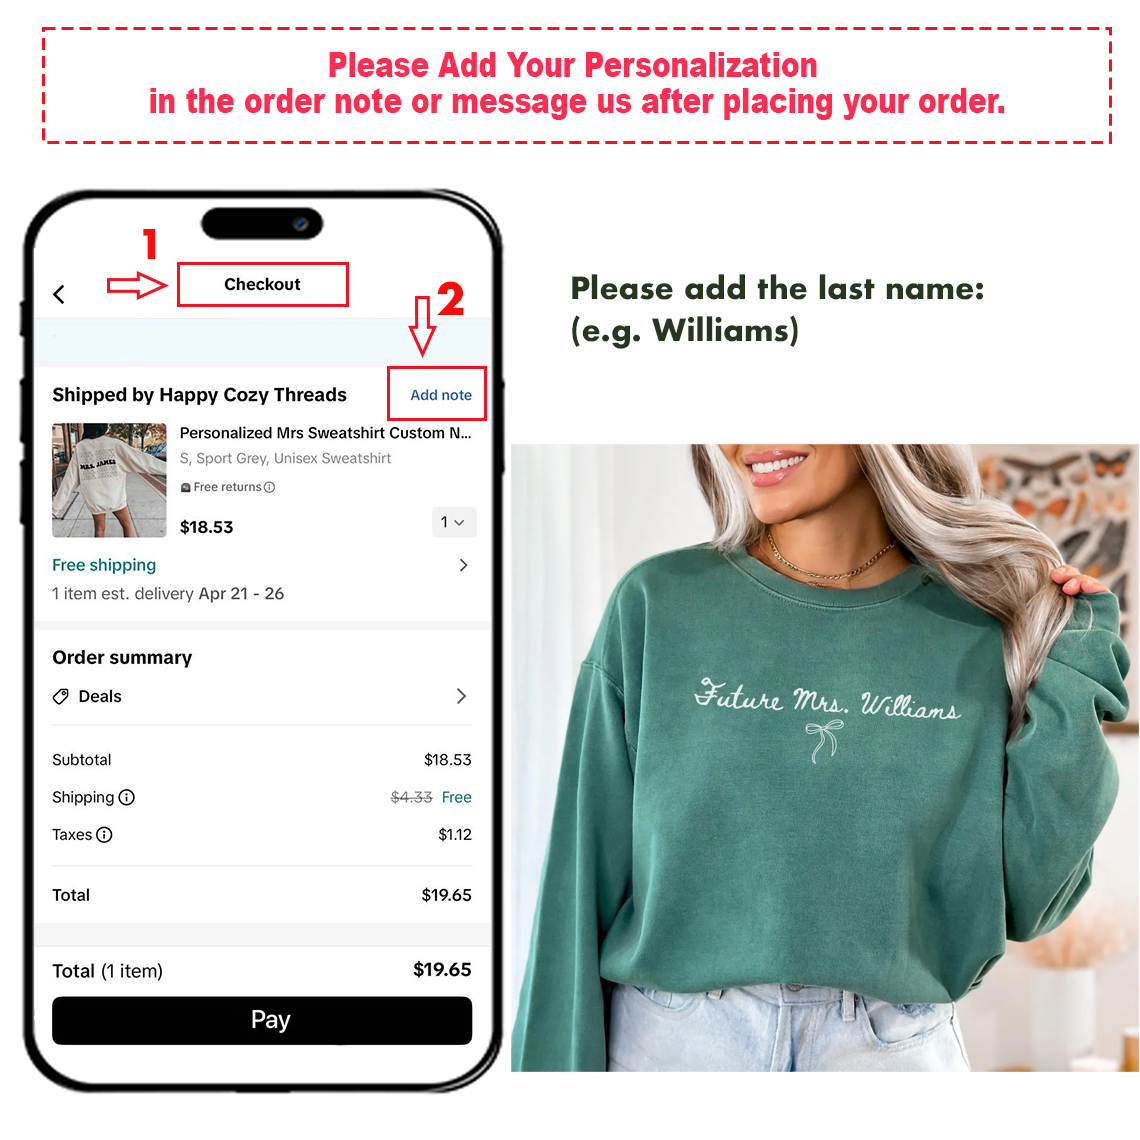 Please Add Your Personalization
in the order note or message us after placing your order.
1
Checkout
2
Shipped by Happy Cozy Threads
Add note
Personalized Mrs Sweatshirt Custom N...
S, Sport Grey, Unisex Sweatshirt
Free returns
$18.53
1
MRS. JAMES
Free shipping
1 item est. delivery Apr 21 - 26
Order summary
Deals
Subtotal $18.53
Shipping $4.33 Free
Taxes $1.12
Total $19.65
Total (1 item) $19.65
Pay
Please add the last name:
(e.g. Williams)
Future Mrs. Williams